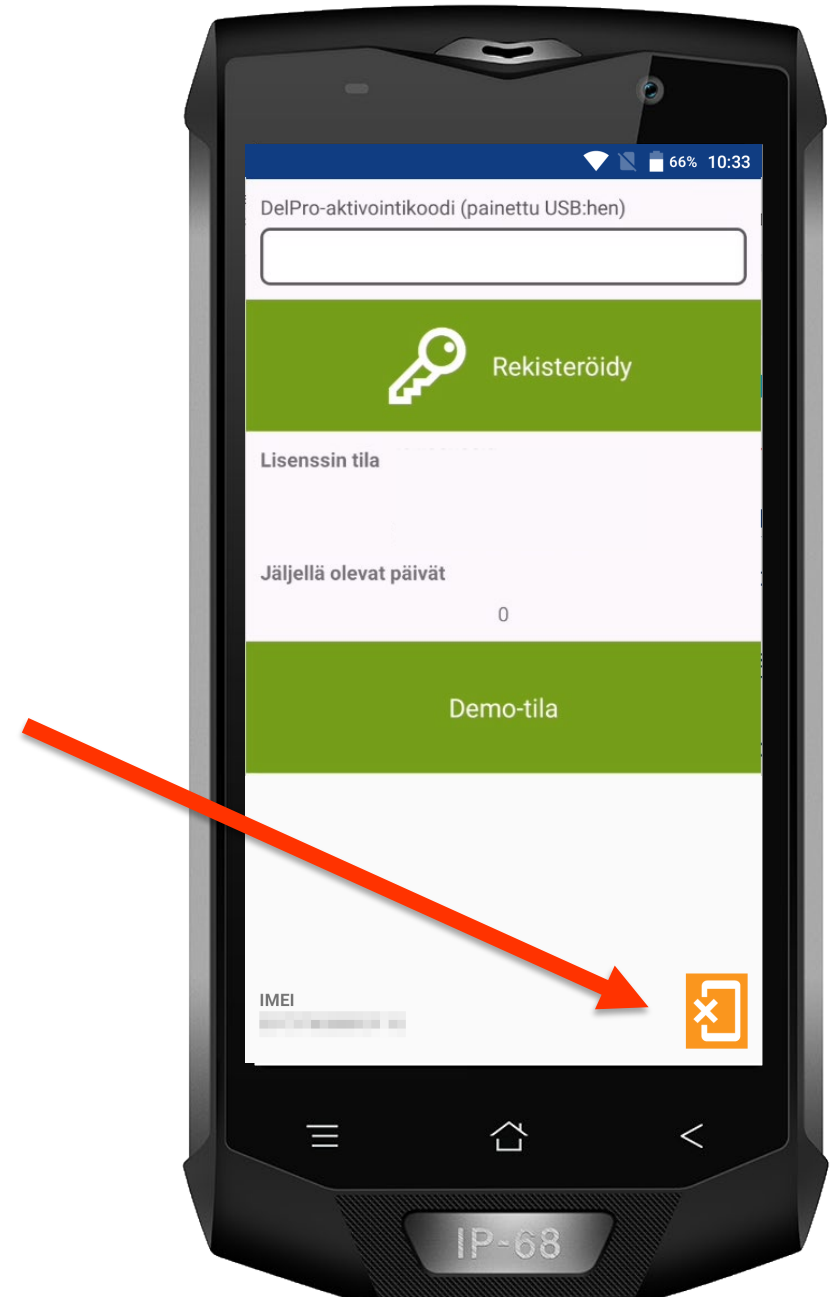 66% 10:33
DelPro-aktivointikoodi (painettu USB:hen)
Rekisteröidy
Lisenssin tila
Jäljellä olevat päivät
0
Demo-tila
IMEI
IP-68